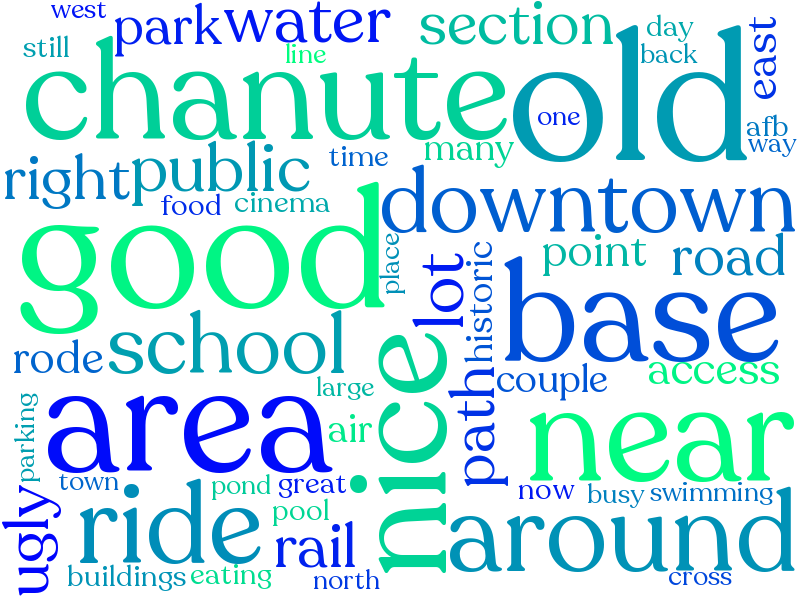 west
park
water
section
day
still
line
back
east
chanute
old
one
afb
way
right
public
time
many
food
cinema
downtown
good
place
lot
historic
point
road
base
rode
school
nice
path
couple
access
large
parking
area
air
near
town
pond
great
now
busy
swimming
ugly
ride
pool
rail
around
buildings
eating
north
cross